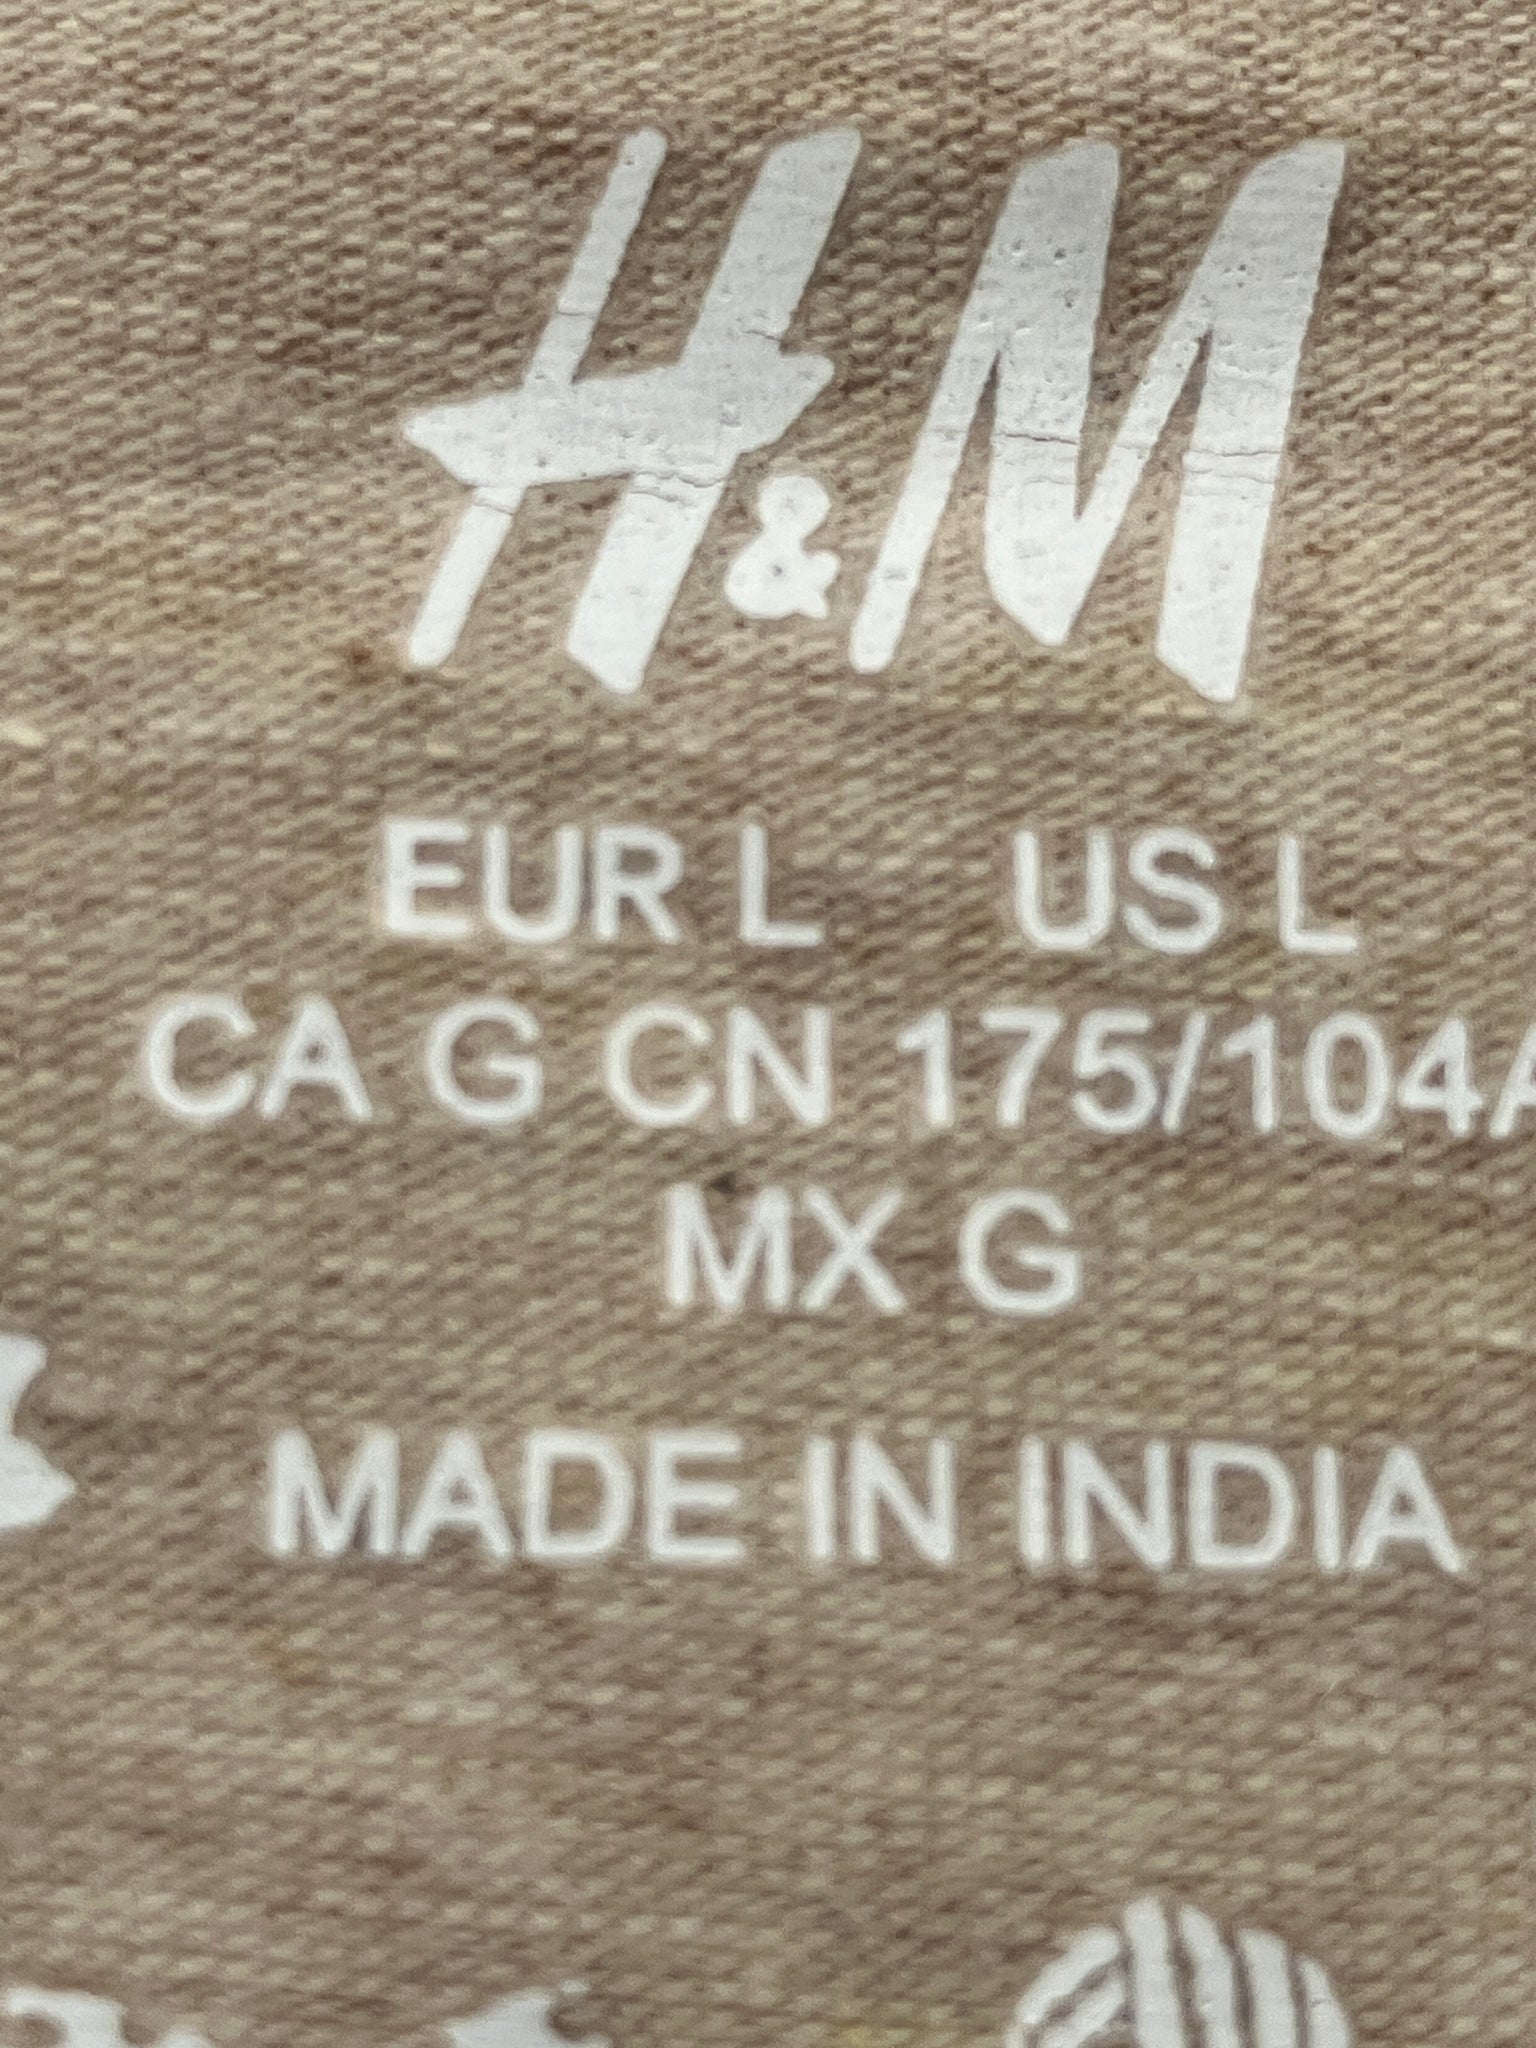 H&M
EUR L US L
CA G CN 175/104A
MX G
MADE IN INDIA